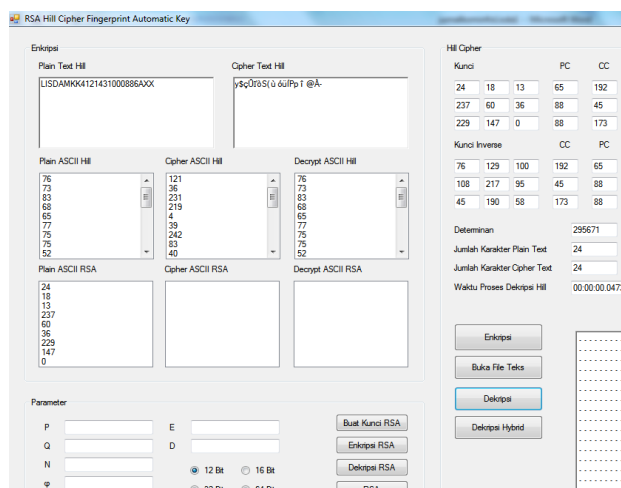 RSA Hill Cipher Fingerprint Automatic Key
Enkripsi
Plain Text Hill
Cipher Text Hill
LISDAMKK4121431000886AXX
Plain ASCII Hill
Cipher ASCII Hill
Decrypt ASCII Hill
76
73
83
68
65
77
75
75
52
121
36
231
219
4
39
242
83
40
76
73
83
68
65
77
75
75
52
Plain ASCII RSA
Cipher ASCII RSA
Decrypt ASCII RSA
24
18
13
237
60
36
229
147
0
Parameter
P
Q
N
φ
E
D
12 Bit
16 Bit
Buat Kunci RSA
Enkripsi RSA
Dekripsi RSA
Hill Cipher
Kunci PC CC
24 18 13 65 192
237 60 36 88 45
229 147 0 88 173
Kunci Inverse CC PC
76 129 100 192 65
108 217 95 45 88
45 190 58 173 88
Determinan 295671
Jumlah Karakter Plain Text 24
Jumlah Karakter Cipher Text 24
Waktu Proses Dekripsi Hill 00:00:00.047
Enkripsi
Buka File Teks
Dekripsi
Dekripsi Hybrid